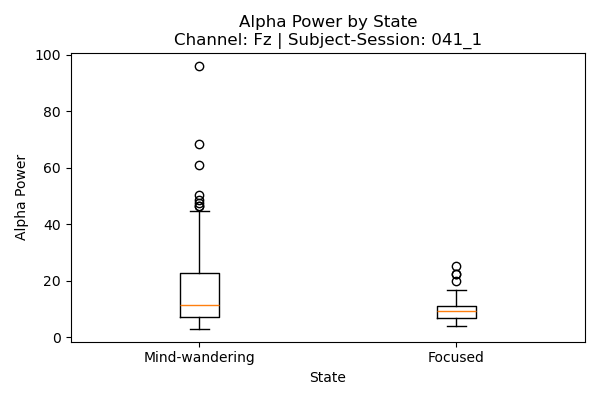 Alpha Power by State
Channel: Fz | Subject-Session: 041_1
100
80
60
40
20
0
Alpha Power
Mind-wandering
Focused
State